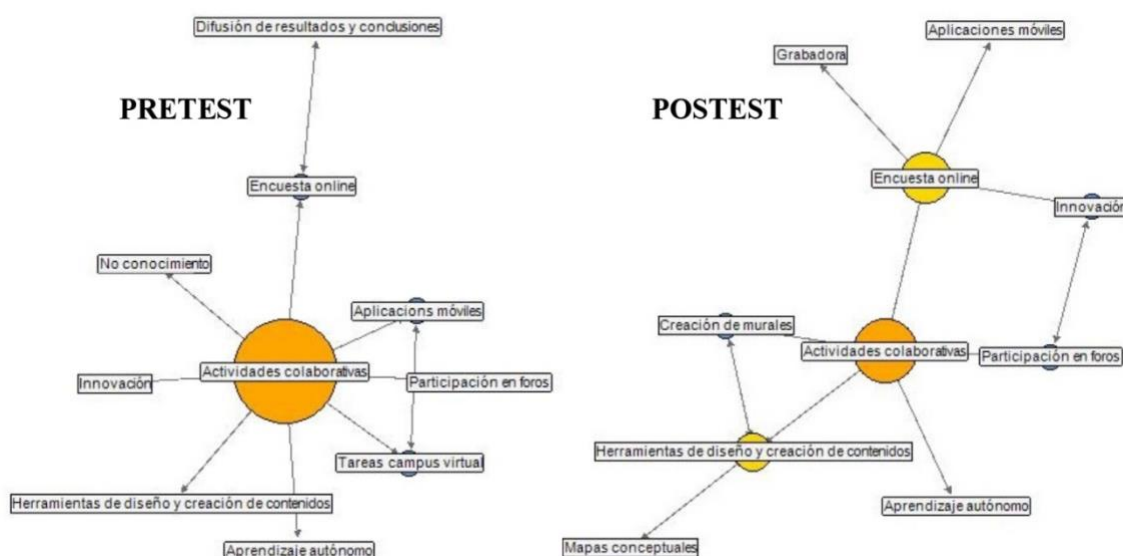 Difusión de resultados y conclusiones
PRETEST
Encuesta online
No conocimiento
Aplicacions móviles
Actividades colaborativas
Innovación
Participación en foros
Tareas campus virtual
Herramientas de diseño y creación de contenidos
Aprendizaje autónomo
Aplicaciones móviles
Grabadora
POSTEST
Encuesta online
Innovación
Creación de murales
Actividades colaborativas
Participación en foros
Herramientas de diseño y creación de contenidos
Aprendizaje autónomo
Mapas conceptuales